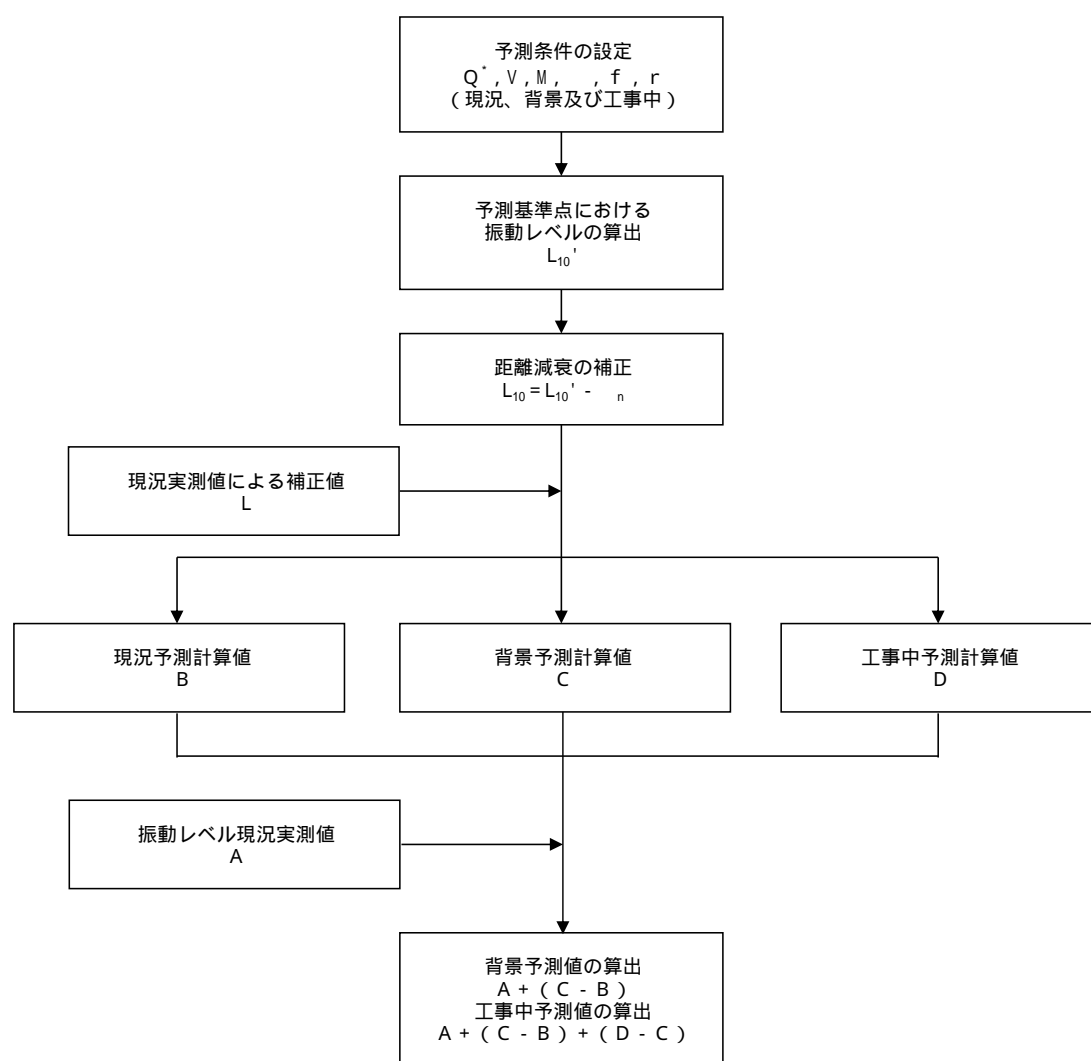 予測条件の設定
Q*, V, M, , f, r
（現況、背景及び工事中）
予測基準点における
振動レベルの算出
L10'
距離減衰の補正
L10=L10' - n
現況実測値による補正値
L
現況予測計算値
B
背景予測計算値
C
工事中予測計算値
D
振動レベル現況実測値
A
背景予測値の算出
A + ( C - B )
工事中予測値の算出
A + ( C - B ) + ( D - C )